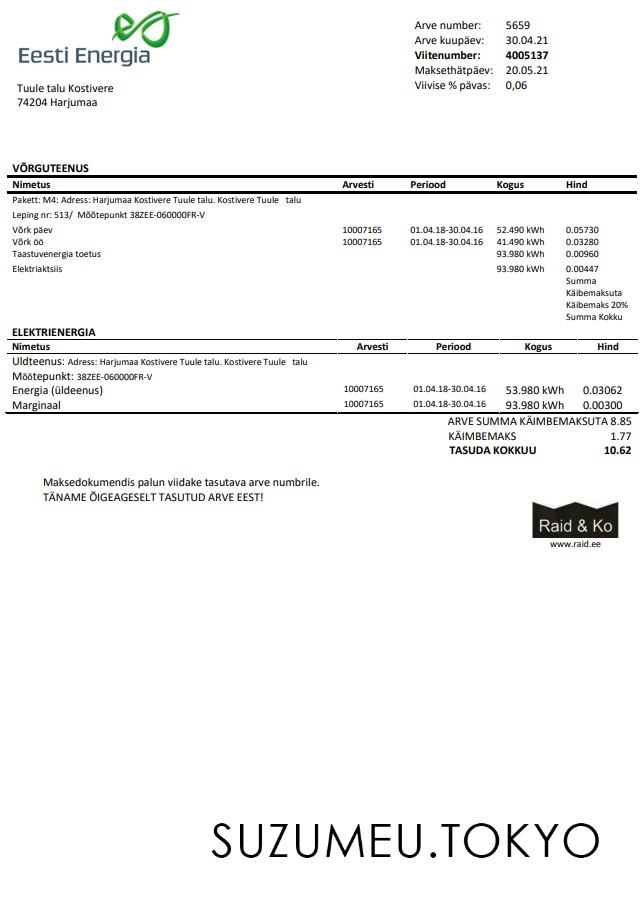 Eesti Energia
Tuule talu Kostivere
74204 Harjumaa
Arve number: 5659
Arve kuupäev: 30.04.21
Viitenumber: 4005137
Maksethätpäev: 20.05.21
Viivise % pävas: 0,06
VÕRGUTEENUS
Nimetus Arvesti Periood Kogus Hind
Pakett: M4: Adress: Harjumaa Kostivere Tuule talu. Kostivere Tuule talu
Leping nr: 513/ Möötepunkt 38ZEE-060000FR-V
Võrk päev 10007165 01.04.18-30.04.16 52.490 kWh 0.05730
Võrk öö 10007165 01.04.18-30.04.16 41.490 kWh 0.03280
Taastuvenergia toetus 93.980 kWh 0.00960
Elektriaktsiis 93.980 kWh 0.00447
Summa
Käibemaksuta
Käibemaks 20%
Summa Kokku
ELEKTRIENERGIA
Nimetus Arvesti Periood Kogus Hind
Uldteenus: Adress: Harjumaa Kostivere Tuule talu. Kostivere Tuule talu
Möötepunkt: 38ZEE-060000FR-V
Energia (üldeenus) 10007165 01.04.18-30.04.16 53.980 kWh 0.03062
Marginaal 10007165 01.04.18-30.04.16 93.980 kWh 0.00300
ARVE SUMMA KÄIMBEMAKSUTA 8.85
KÄIMBEMAKS 1.77
TASUDA KOKKUU 10.62
Maksedokumendis palun viidake tasutava arve numbrile.
TÄNAME ÕIGEAGESELT TASUTUD ARVE EEST!
Raid & Ko
www.raid.ee
SUZUMEU.TOKYO